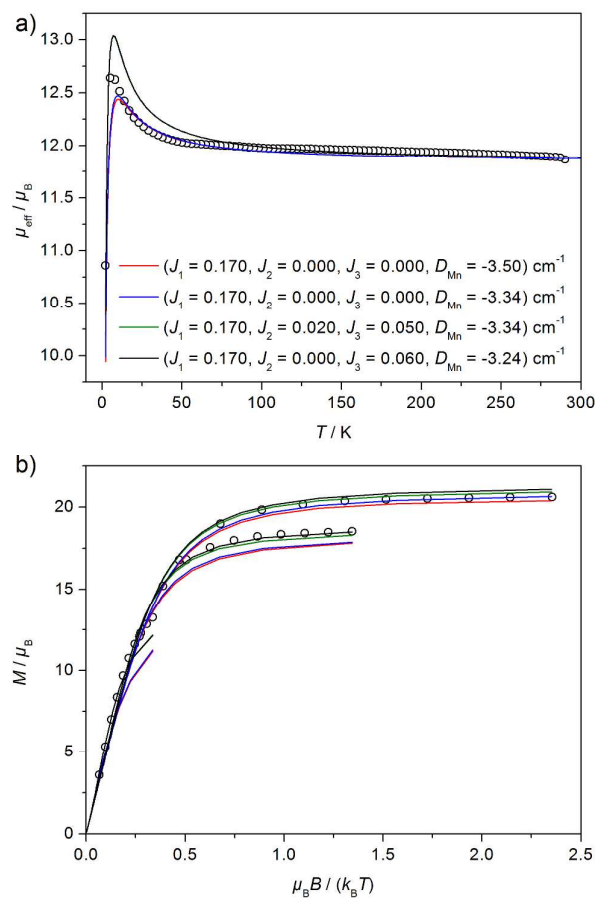 a)
13.0
12.5
12.0
11.5
11.0
10.5
10.0
μeff / μB
(J1 = 0.170, J2 = 0.000, J3 = 0.000, DMn = -3.50) cm-1
(J1 = 0.170, J2 = 0.000, J3 = 0.000, DMn = -3.34) cm-1
(J1 = 0.170, J2 = 0.020, J3 = 0.050, DMn = -3.34) cm-1
(J1 = 0.170, J2 = 0.000, J3 = 0.060, DMn = -3.24) cm-1
0 50 100 150 200 250 300
T / K
b)
20
15
10
5
0
M / μB
0.0 0.5 1.0 1.5 2.0 2.5
μBB / (kBT)